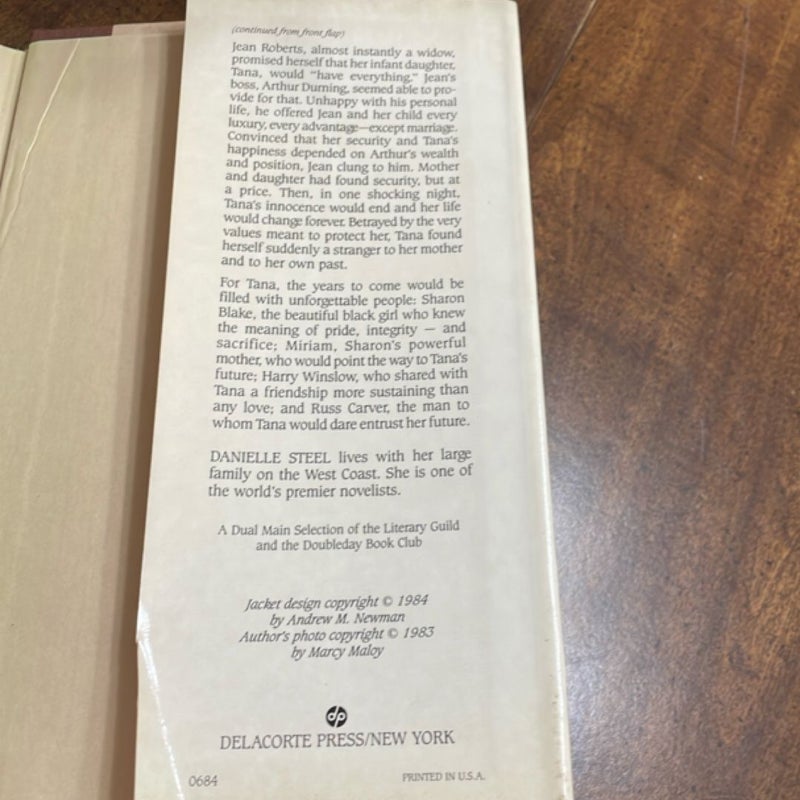 (continued from front flap)
Jean Roberts, almost instantly a widow,
promised herself that her infant daughter,
Tana, would "have everything." Jean's
boss, Arthur Durning, seemed able to pro-
vide for that. Unhappy with his personal
life, he offered Jean and her child every
luxury, every advantage—except marriage.
Convinced that her security and Tana's
happiness depended on Arthur's wealth
and position, Jean clung to him. Mother
and daughter had found security, but at
a price. Then, in one shocking night,
Tana's innocence would end and her life
would change forever. Betrayed by the very
values meant to protect her, Tana found
herself suddenly a stranger to her mother
and to her own past.
For Tana, the years to come would be
filled with unforgettable people: Sharon
Blake, the beautiful black girl who knew
the meaning of pride, integrity — and
sacrifice; Miriam, Sharon's powerful
mother, who would point the way to Tana's
future; Harry Winslow, who shared with
Tana a friendship more sustaining than
any love; and Russ Carver, the man to
whom Tana would dare entrust her future.
DANIELLE STEEL lives with her large
family on the West Coast. She is one of
the world's premier novelists.
A Dual Main Selection of the Literary Guild
and the Doubleday Book Club
Jacket design copyright © 1984
by Andrew M. Newman
Author's photo copyright © 1983
by Marcy Maloy
dp
DELACORTE PRESS/NEW YORK
0684 PRINTED IN U.S.A.